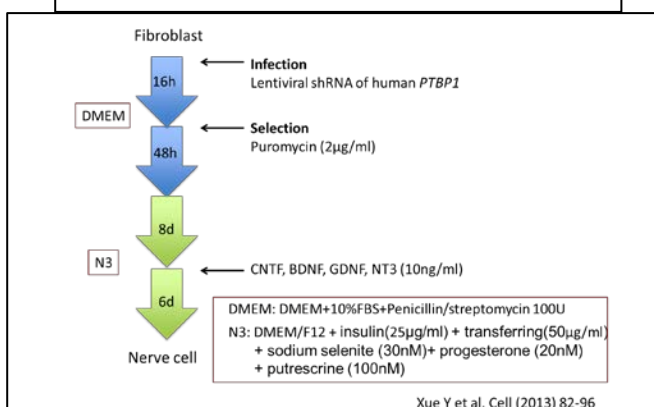 Fibroblast
Infection
Lentiviral shRNA of human PTBP1
16h
DMEM
Selection
Puromycin (2µg/ml)
48h
8d
N3
CNTF, BDNF, GDNF, NT3 (10ng/ml)
6d
DMEM: DMEM+10%FBS+Penicillin/streptomycin 100U
N3: DMEM/F12 + insulin(25µg/ml) + transferring(50µg/ml)
+ sodium selenite (30nM)+ progesterone (20nM)
+ putrescrine (100nM)
Nerve cell
Xue Y et al. Cell (2013) 82-96